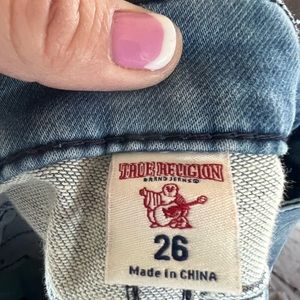 TRUE RELIGION
BRAND JEANS
26
Made in CHINA